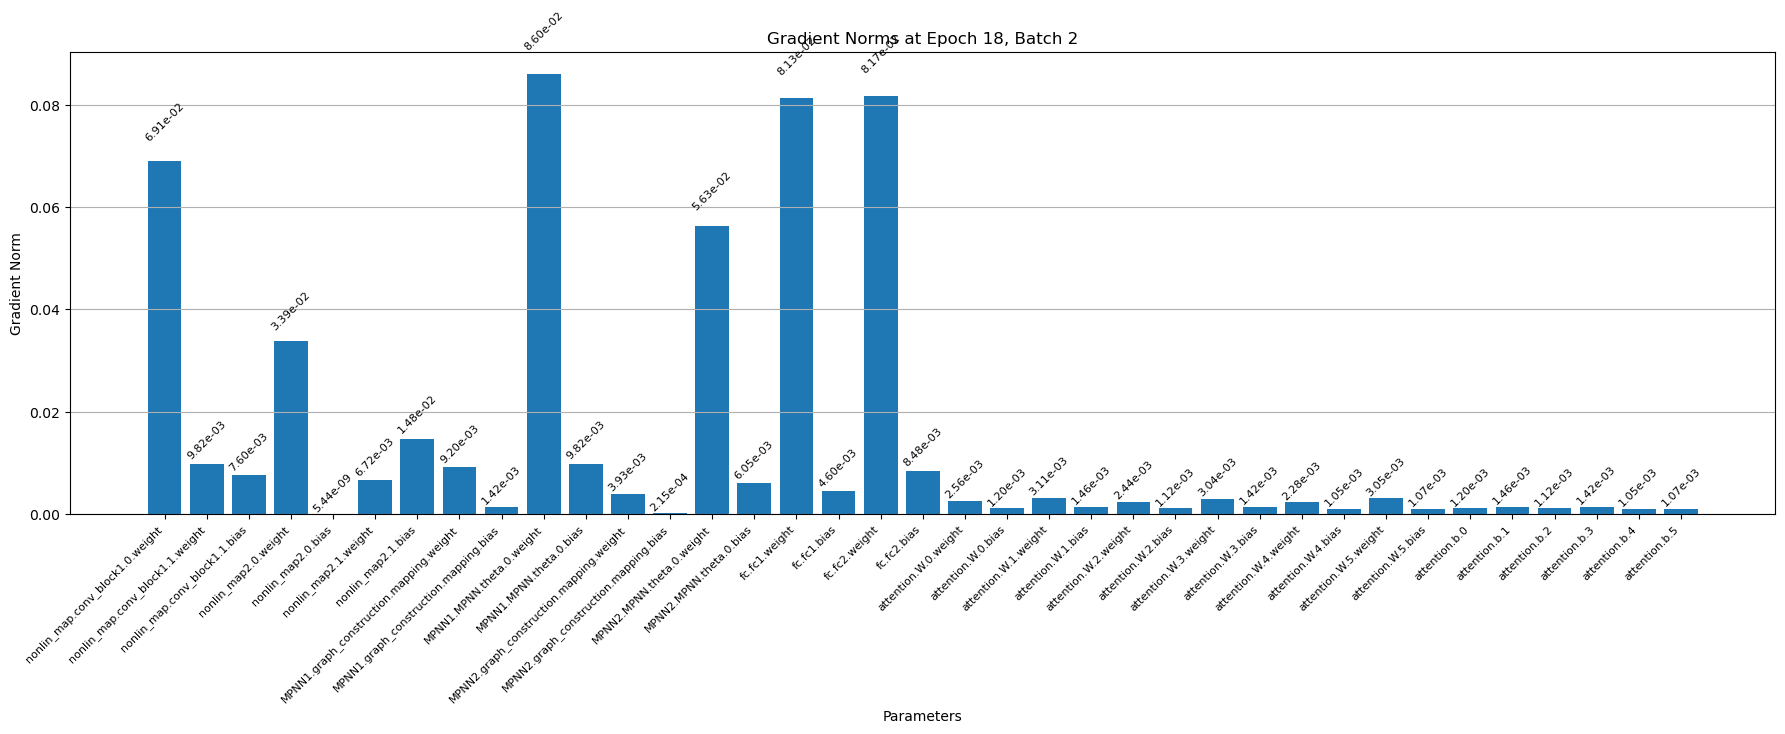 Gradient Norms at Epoch 18, Batch 2
Gradient Norm
0.08
0.06
0.04
0.02
0.00
6.91e-02
9.82e-03
7.60e-03
3.39e-02
5.44e-09
6.72e-03
1.48e-02
9.20e-03
1.42e-03
8.60e-02
9.82e-03
3.93e-03
2.15e-04
5.63e-02
6.05e-03
8.13e-02
4.60e-03
8.17e-02
8.48e-03
2.56e-03
1.20e-03
3.11e-03
1.46e-03
2.44e-03
1.12e-03
3.04e-03
1.42e-03
2.28e-03
1.05e-03
3.05e-03
1.07e-03
1.20e-03
1.46e-03
1.12e-03
1.42e-03
1.05e-03
1.07e-03
nonlin_map.conv_block1.0.weight
nonlin_map.conv_block1.1.weight
nonlin_map.conv_block1.1.bias
nonlin_map2.0.weight
nonlin_map2.0.bias
nonlin_map2.1.weight
nonlin_map2.1.bias
MPNN1.graph_construction.mapping.weight
MPNN1.graph_construction.mapping.bias
MPNN1.MPNN.theta.0.weight
MPNN1.MPNN.theta.0.bias
MPNN2.graph_construction.mapping.weight
MPNN2.graph_construction.mapping.bias
MPNN2.MPNN.theta.0.weight
MPNN2.MPNN.theta.0.bias
fc.fc1.weight
fc.fc1.bias
fc.fc2.weight
fc.fc2.bias
attention.W.0.weight
attention.W.0.bias
attention.W.1.weight
attention.W.1.bias
attention.W.2.weight
attention.W.2.bias
attention.W.3.weight
attention.W.3.bias
attention.W.4.weight
attention.W.4.bias
attention.W.5.weight
attention.W.5.bias
attention.b.0
attention.b.1
attention.b.2
attention.b.3
attention.b.4
attention.b.5
Parameters